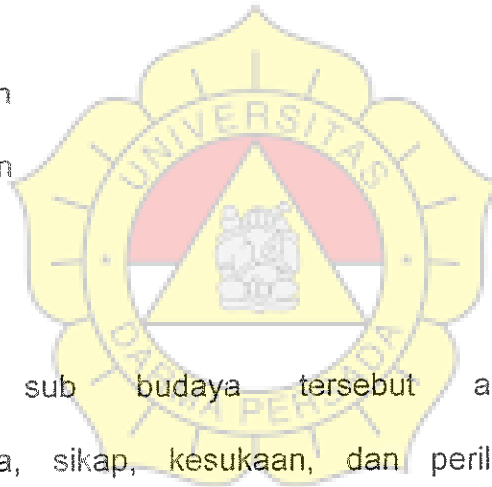 n
UNIVERSITAS
n
DARMA PERSADA
sub budaya tersebut a
a, sikap, kesukaan, dan peril